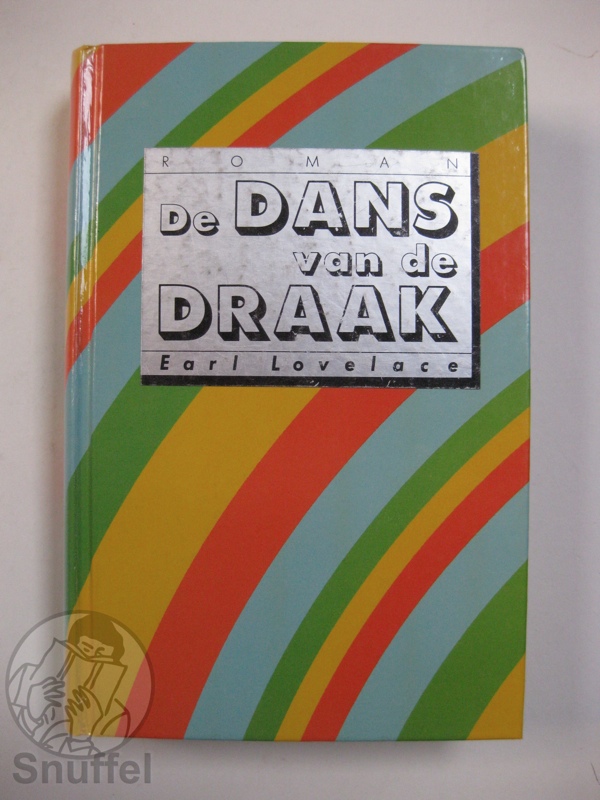 ROMAN
De DANS
van de
DRAAK
Earl Lovelace
Snuffel